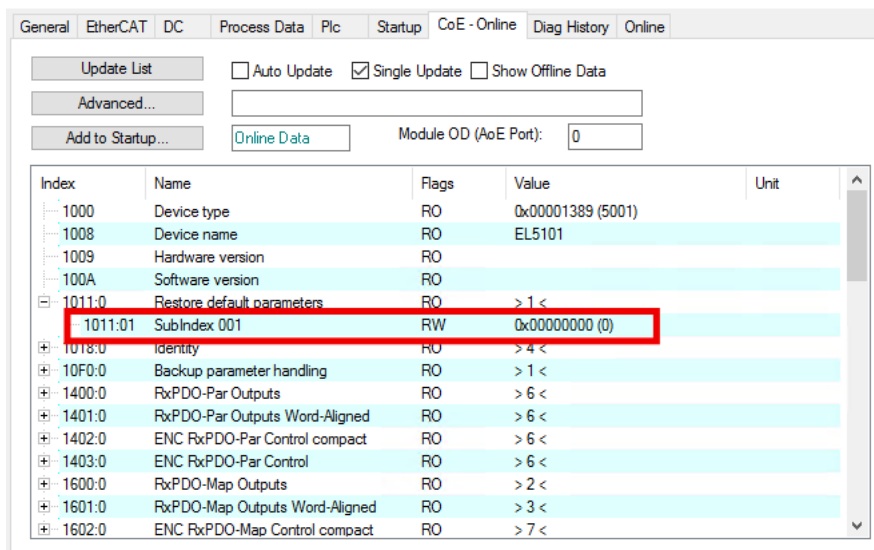 General EtherCAT DC Process Data Plc Startup CoE - Online Diag History Online
Update List Auto Update Single Update Show Offline Data
Advanced...
Add to Startup... Online Data Module OD (AoE Port): 0
Index Name Flags Value Unit
1000 Device type RO 0x00001389 (5001)
1008 Device name RO EL5101
1009 Hardware version RO
100A Software version RO
1011:0 Restore default parameters RO > 1 <
1011:01 SubIndex 001 RW 0x00000000 (0)
1018:0 Identity RO > 4 <
10F0:0 Backup parameter handling RO > 1 <
1400:0 RxPDO-Par Outputs RO > 6 <
1401:0 RxPDO-Par Outputs Word-Aligned RO > 6 <
1402:0 ENC RxPDO-Par Control compact RO > 6 <
1403:0 ENC RxPDO-Par Control RO > 6 <
1600:0 RxPDO-Map Outputs RO > 2 <
1601:0 RxPDO-Map Outputs Word-Aligned RO > 3 <
1602:0 ENC RxPDO-Map Control compact RO > 7 <